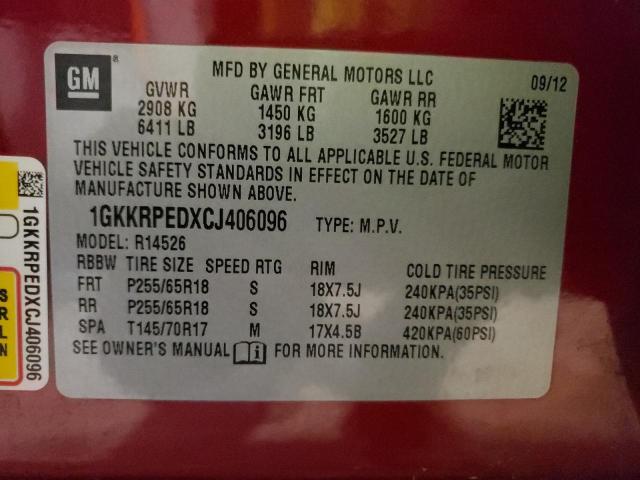 GM ®
MFD BY GENERAL MOTORS LLC
09/12
GVWR GAWR FRT GAWR RR
2908 KG 1450 KG 1600 KG
6411 LB 3196 LB 3527 LB
THIS VEHICLE CONFORMS TO ALL APPLICABLE U.S. FEDERAL MOTOR
VEHICLE SAFETY STANDARDS IN EFFECT ON THE DATE OF
MANUFACTURE SHOWN ABOVE.
1GKKRPEDXCJ406096 TYPE: M.P.V.
MODEL: R14526
RBBW TIRE SIZE SPEED RTG RIM COLD TIRE PRESSURE
FRT P255/65R18 S 18X7.5J 240KPA(35PSI)
RR P255/65R18 S 18X7.5J 240KPA(35PSI)
SPA T145/70R17 M 17X4.5B 420KPA(60PSI)
SEE OWNER'S MANUAL i FOR MORE INFORMATION.
1GKKRPEDXCJ406096
S
R
L
N